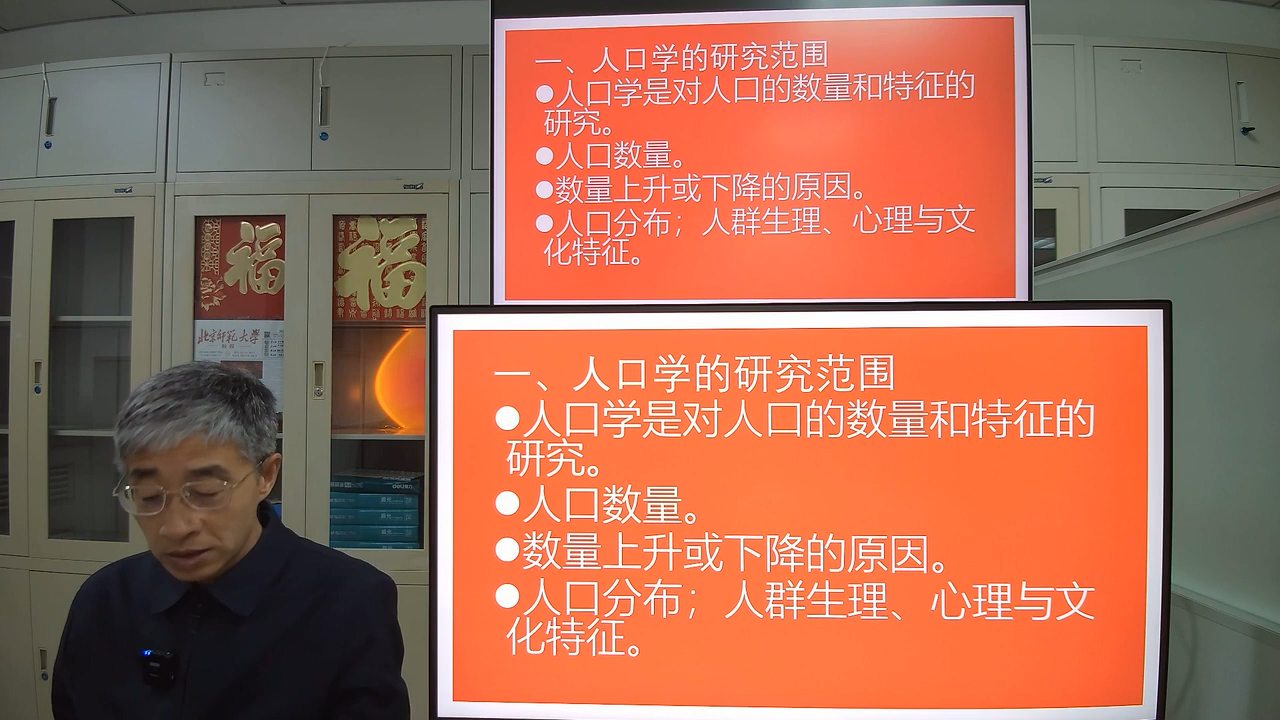 一、人口学的研究范围
●人口学是对人口的数量和特征的
研究。
●人口数量。
●数量上升或下降的原因。
●人口分布；人群生理、心理与文
化特征。
福
福
北京师范大学
一、人口学的研究范围
●人口学是对人口的数量和特征的
研究。
●人口数量。
●数量上升或下降的原因。
●人口分布；人群生理、心理与文
化特征。